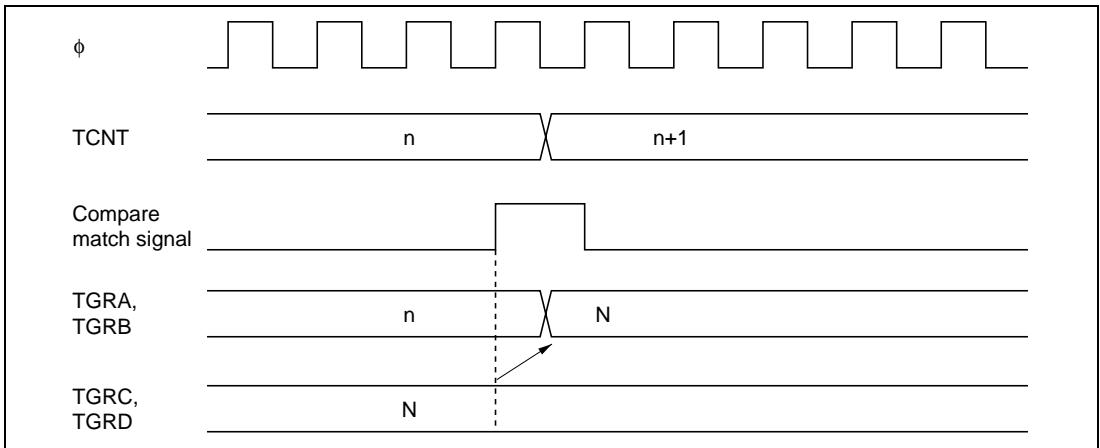 ϕ
TCNT
n
n+1
Compare
match signal
TGRA,
TGRB
n
N
TGRC,
TGRD
N